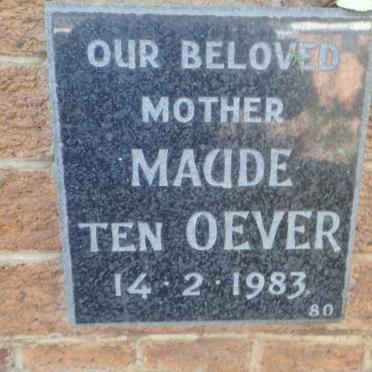 OUR BELOVED
MOTHER
MAUDE
TEN OEVER
14 · 2 · 1983.
80